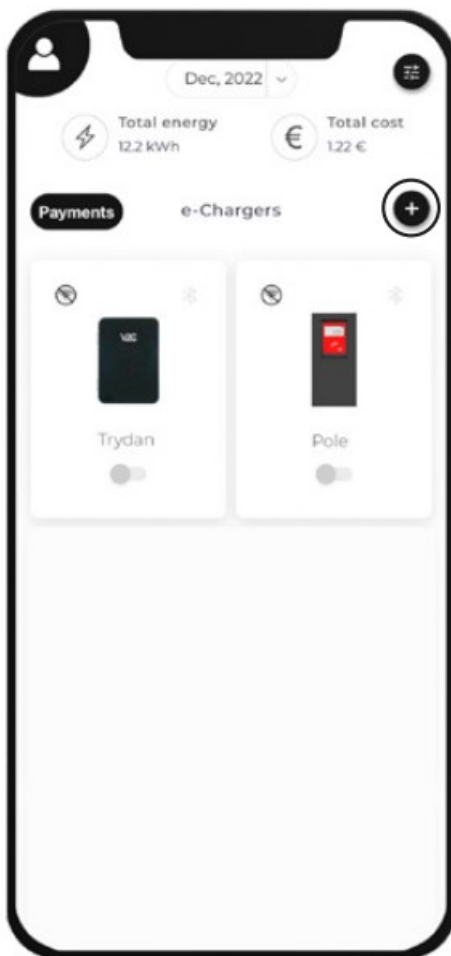 Dec, 2022
Total energy
12.2 kWh
Total cost
1.22 €
Payments
e-Chargers
Trydan
Pole